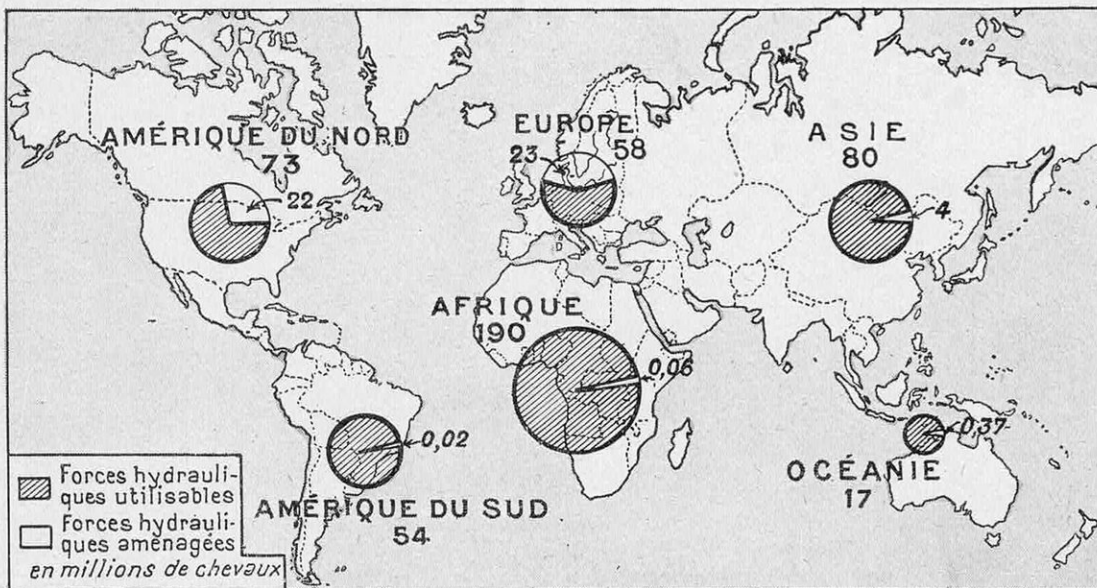 AMÉRIQUE DU NORD
73
22
EUROPE
58
23
ASIE
80
4
AFRIQUE
190
0,06
0,02
AMÉRIQUE DU SUD
54
0,37
OCÉANIE
17
Forces hydrauli-
ques utilisables
Forces hydrauli-
ques aménagées
en millions de chevaux